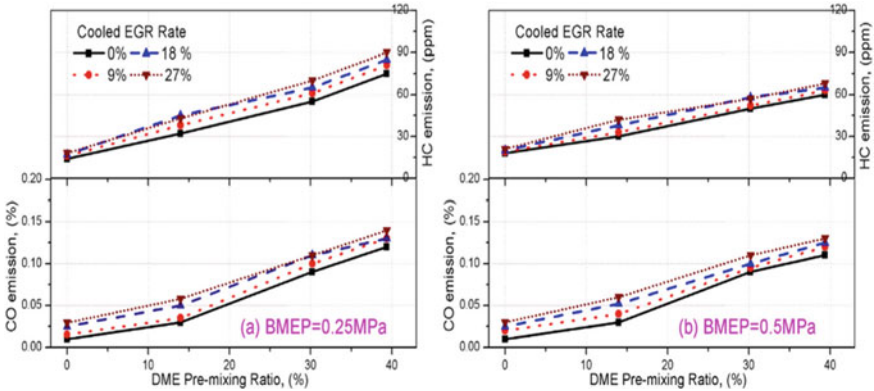 Cooled EGR Rate
0% 18 %
9% 27%
120
90
60
30
0
HC emission, (ppm)
0.20
0.15
0.10
0.05
0.00
CO emission, (%)
(a) BMEP=0.25MPa
0 10 20 30 40
DME Pre-mixing Ratio, (%)
Cooled EGR Rate
0% 18 %
9% 27%
120
90
60
30
0
HC emission, (ppm)
0.20
0.15
0.10
0.05
0.00
CO emission, (%)
(b) BMEP=0.5MPa
0 10 20 30 40
DME Pre-mixing Ratio, (%)